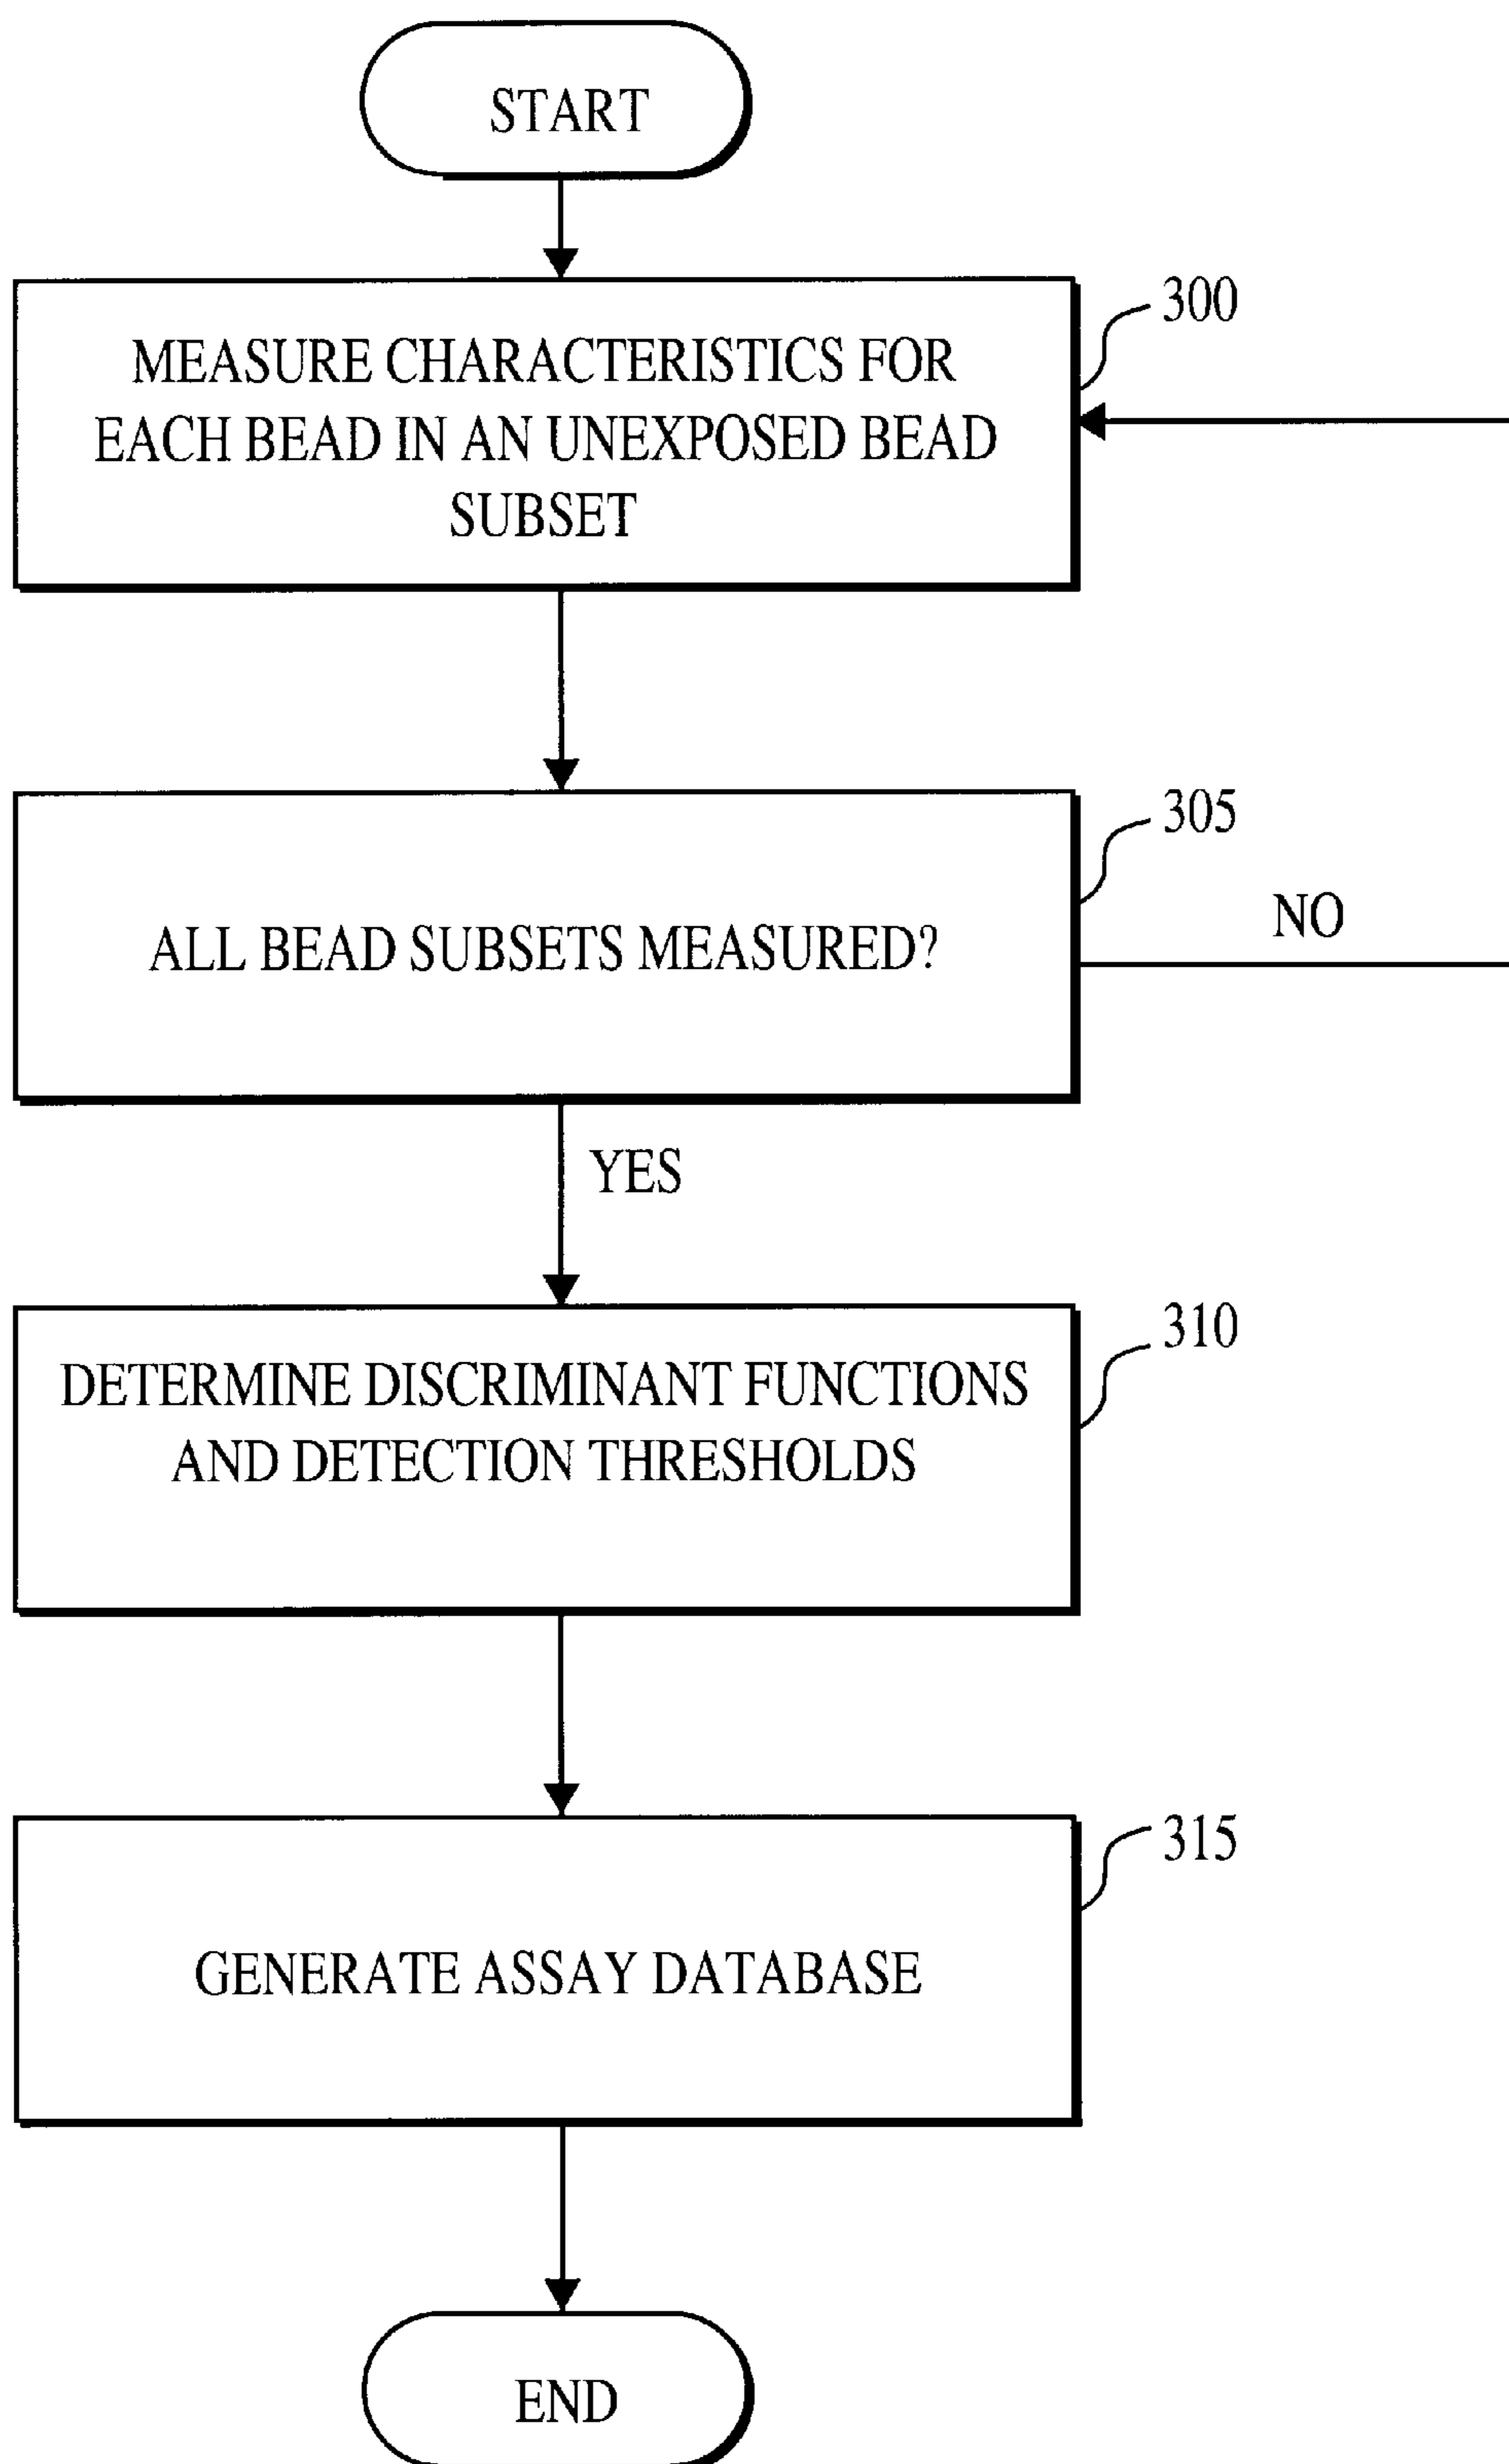 START
300
MEASURE CHARACTERISTICS FOR
EACH BEAD IN AN UNEXPOSED BEAD
SUBSET
305
ALL BEAD SUBSETS MEASURED?
NO
YES
310
DETERMINE DISCRIMINANT FUNCTIONS
AND DETECTION THRESHOLDS
315
GENERATE ASSAY DATABASE
END